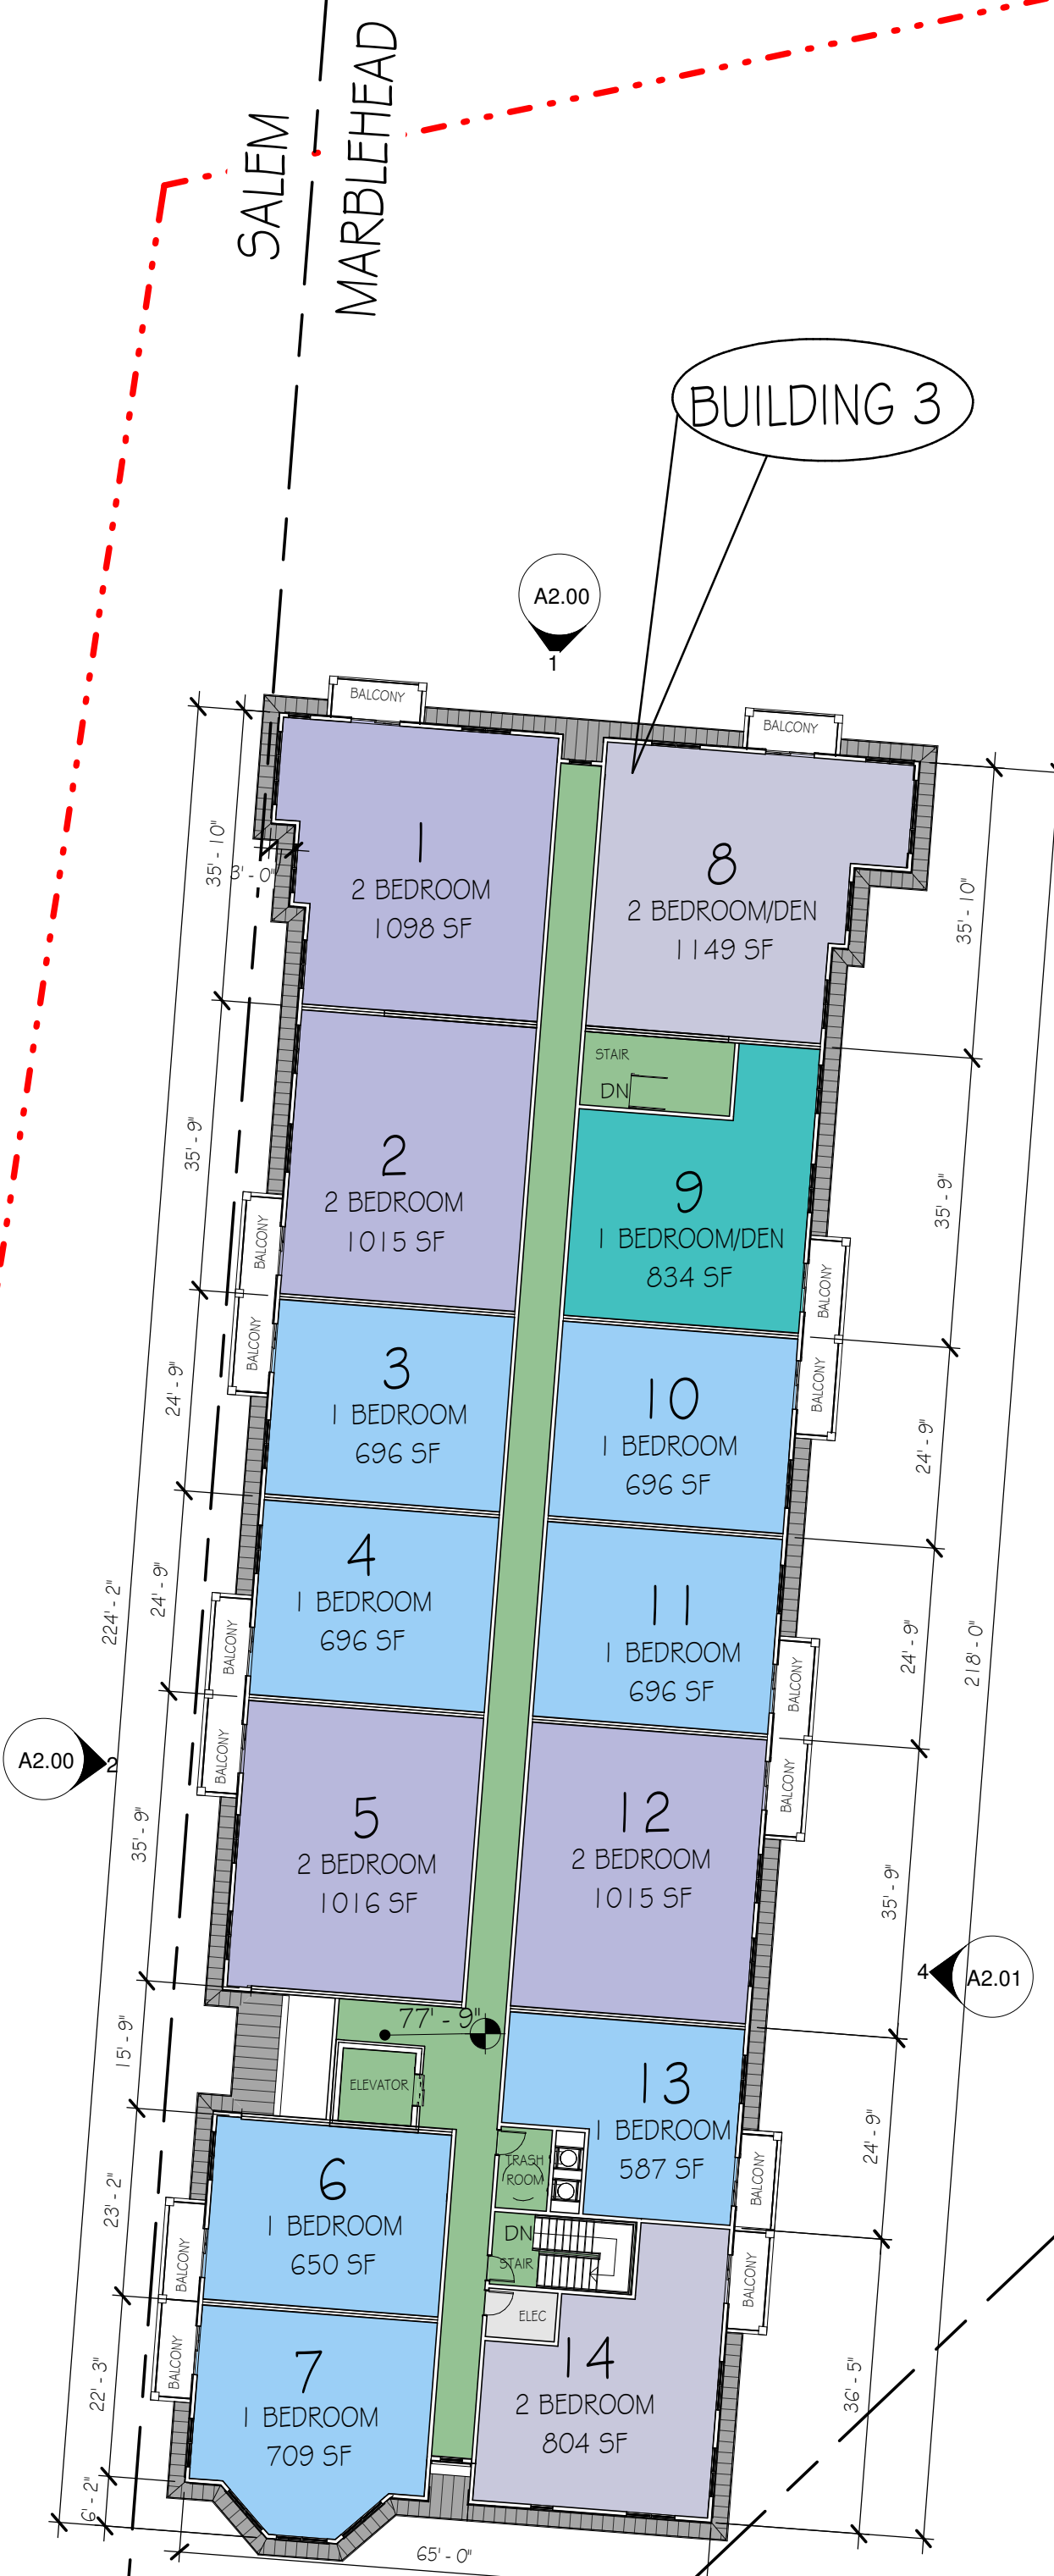 SALEM
MARBLEHEAD
BUILDING 3
A2.00
1
BALCONY
BALCONY
35' - 10"
3' - 0"
1
2 BEDROOM
1098 SF
8
2 BEDROOM/DEN
1149 SF
35' - 10"
STAIR
DN
35' - 9"
2
2 BEDROOM
1015 SF
9
1 BEDROOM/DEN
834 SF
35' - 9"
BALCONY
BALCONY
BALCONY
BALCONY
24' - 9"
3
1 BEDROOM
696 SF
10
1 BEDROOM
696 SF
24' - 9"
224' - 2"
24' - 9"
4
1 BEDROOM
696 SF
11
1 BEDROOM
696 SF
24' - 9"
218' - 0"
BALCONY
BALCONY
BALCONY
BALCONY
A2.00
2
35' - 9"
5
2 BEDROOM
1016 SF
12
2 BEDROOM
1015 SF
35' - 9"
4
A2.01
77' - 9"
15' - 9"
ELEVATOR
13
1 BEDROOM
587 SF
24' - 9"
TRASH
ROOM
BALCONY
BALCONY
23' - 2"
6
1 BEDROOM
650 SF
DN
STAIR
ELEC
BALCONY
BALCONY
22' - 3"
7
1 BEDROOM
709 SF
14
2 BEDROOM
804 SF
36' - 5"
6' - 2"
65' - 0"